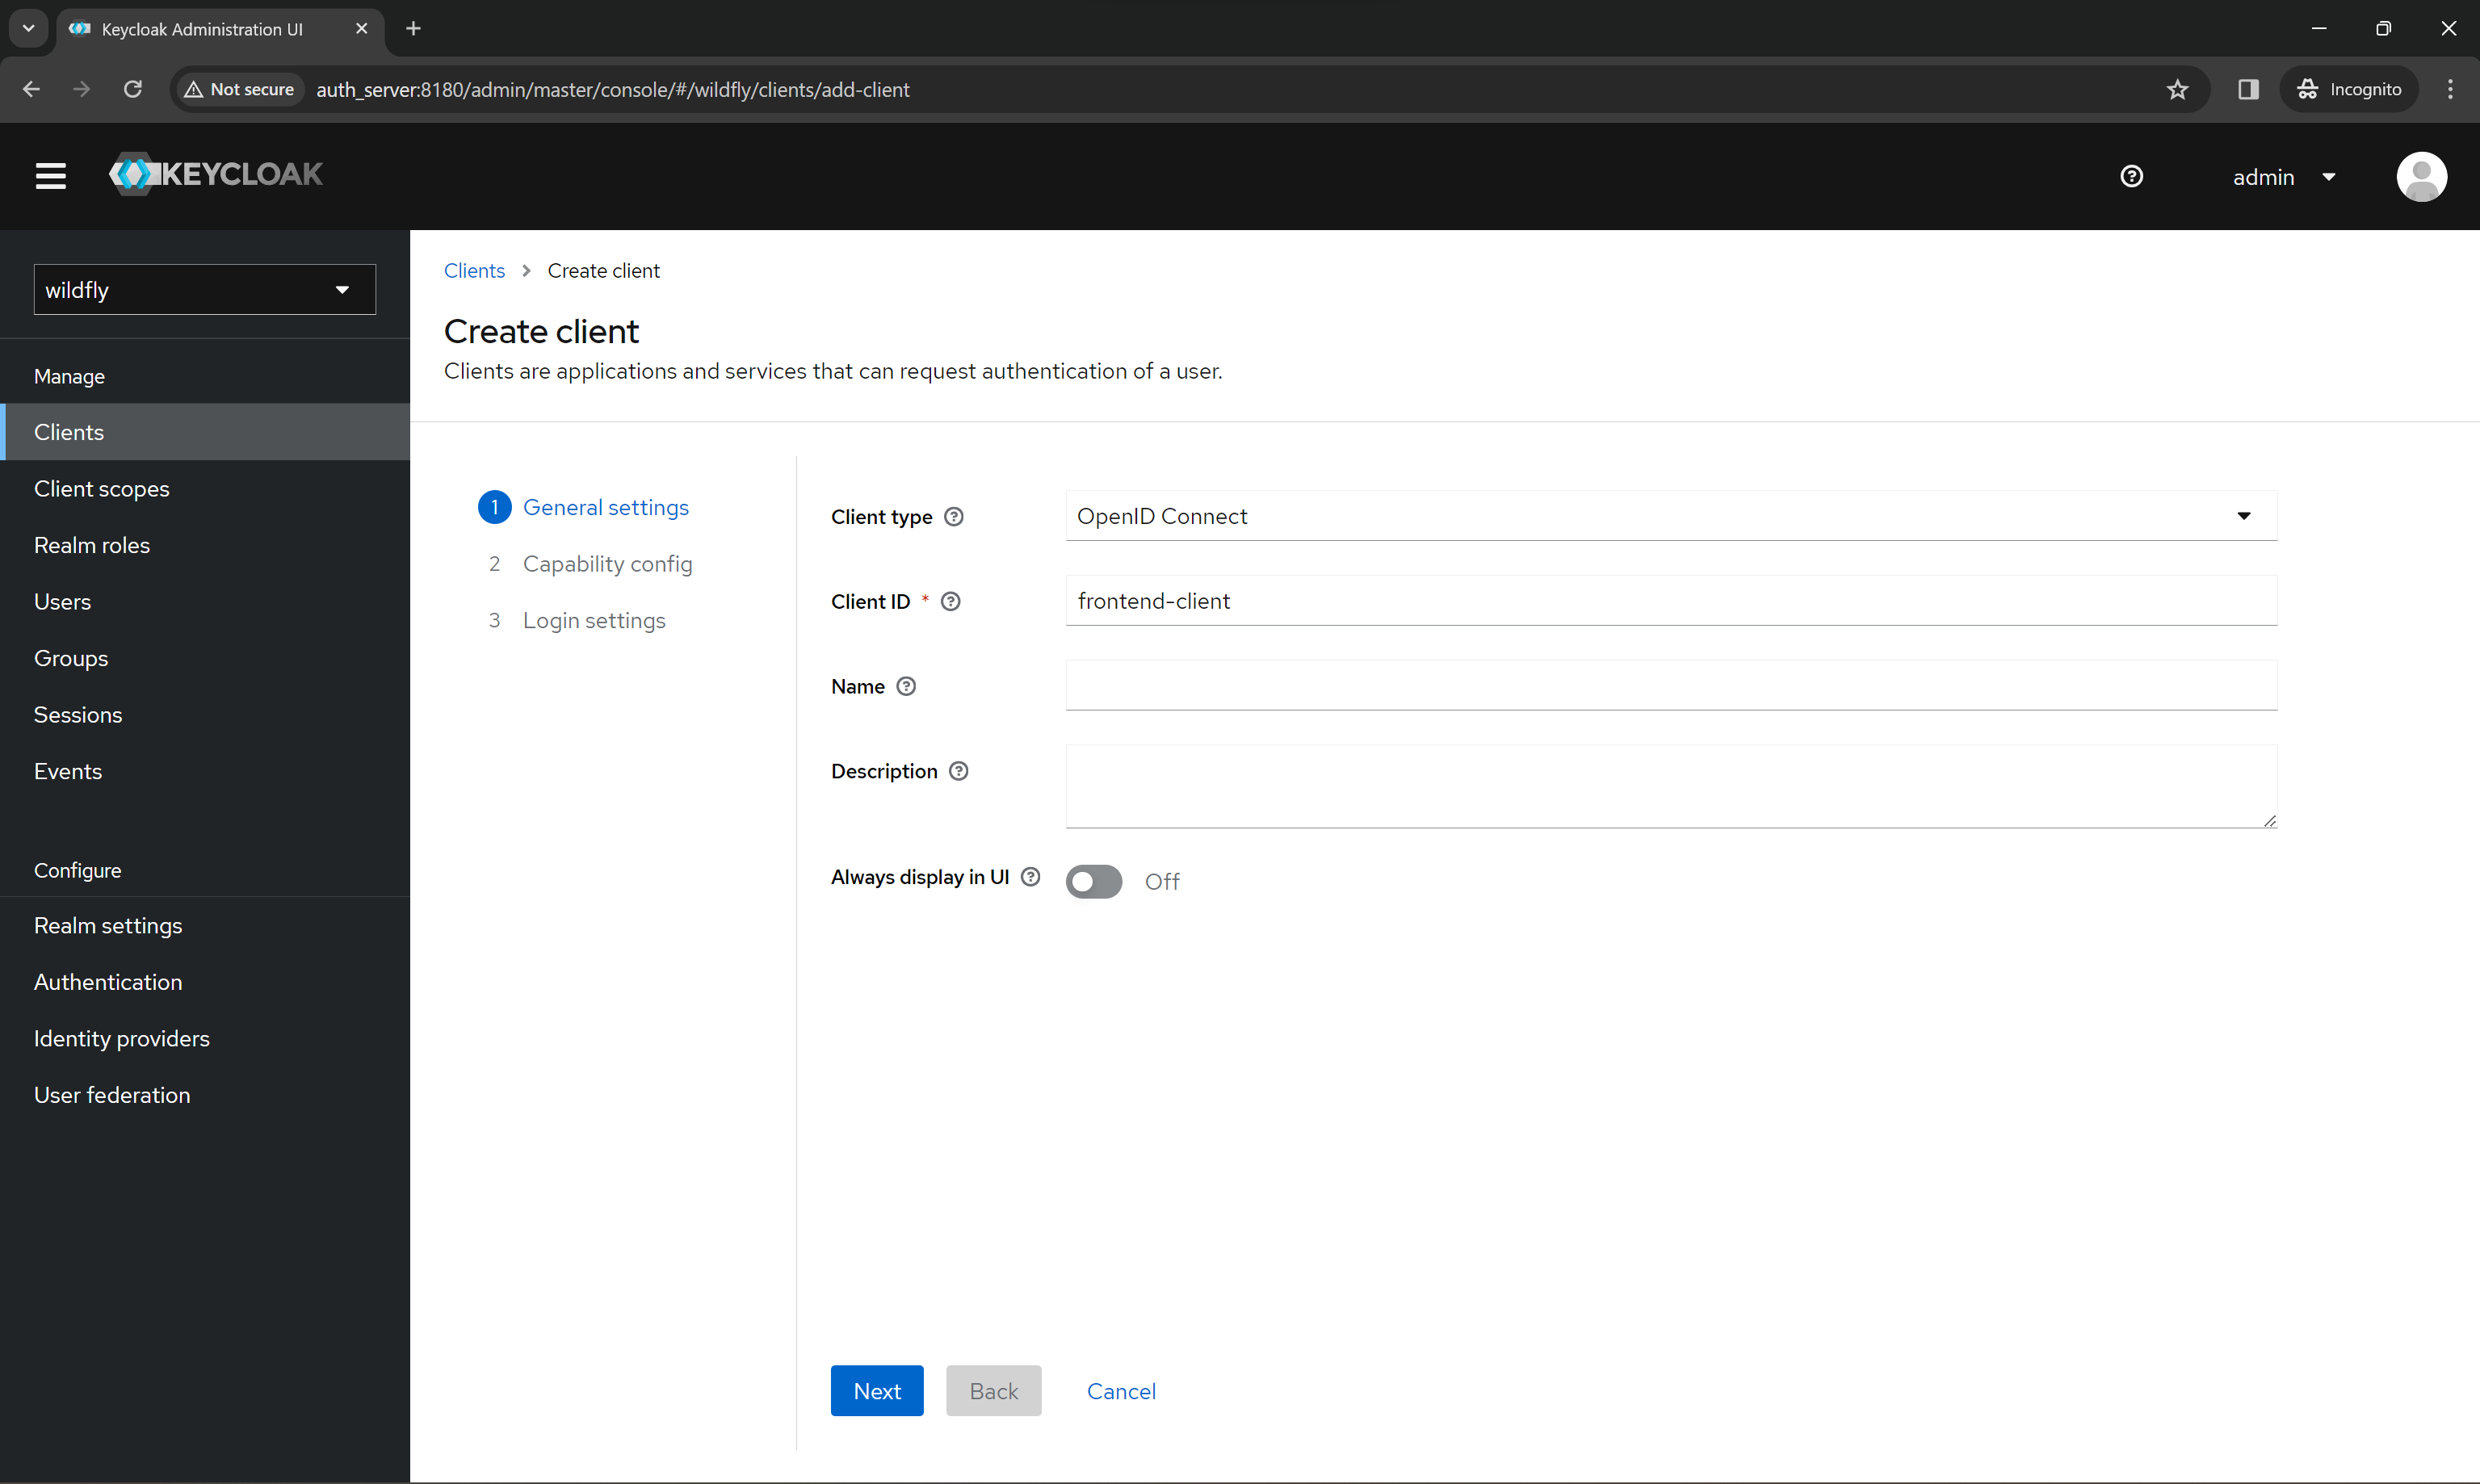 Keycloak Administration UI
Not secure
auth_server:8180/admin/master/console/#/wildfly/clients/add-client
Incognito
KEYCLOAK
admin
wildfly
Manage
Clients
Client scopes
Realm roles
Users
Groups
Sessions
Events
Configure
Realm settings
Authentication
Identity providers
User federation
Clients > Create client
Create client
Clients are applications and services that can request authentication of a user.
1 General settings
2 Capability config
3 Login settings
Client type OpenID Connect
Client ID * frontend-client
Name
Description
Always display in UI Off
Next Back Cancel